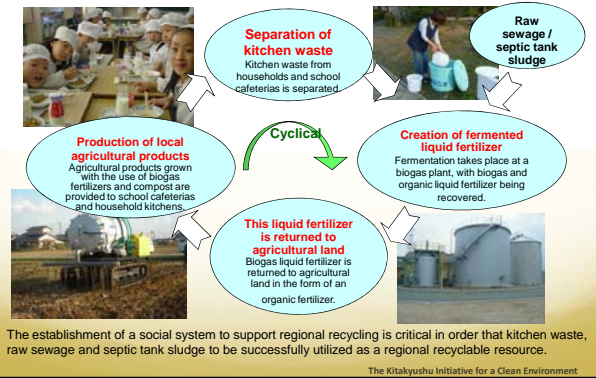 Separation of
kitchen waste
Kitchen waste from
households and school
cafeterias is separated.
Raw
sewage /
septic tank
sludge
Cyclical
Creation of fermented
liquid fertilizer
Fermentation takes place at a
biogas plant, with biogas and
organic liquid fertilizer being
recovered.
This liquid fertilizer
is returned to
agricultural land
Biogas liquid fertilizer is
returned to agricultural
land in the form of an
organic fertilizer.
Production of local
agricultural products
Agricultural products grown
with the use of biogas
fertilizers and compost are
provided to school cafeterias
and household kitchens.
The establishment of a social system to support regional recycling is critical in order that kitchen waste,
raw sewage and septic tank sludge to be successfully utilized as a regional recyclable resource.
The Kitakyushu Initiative for a Clean Environment